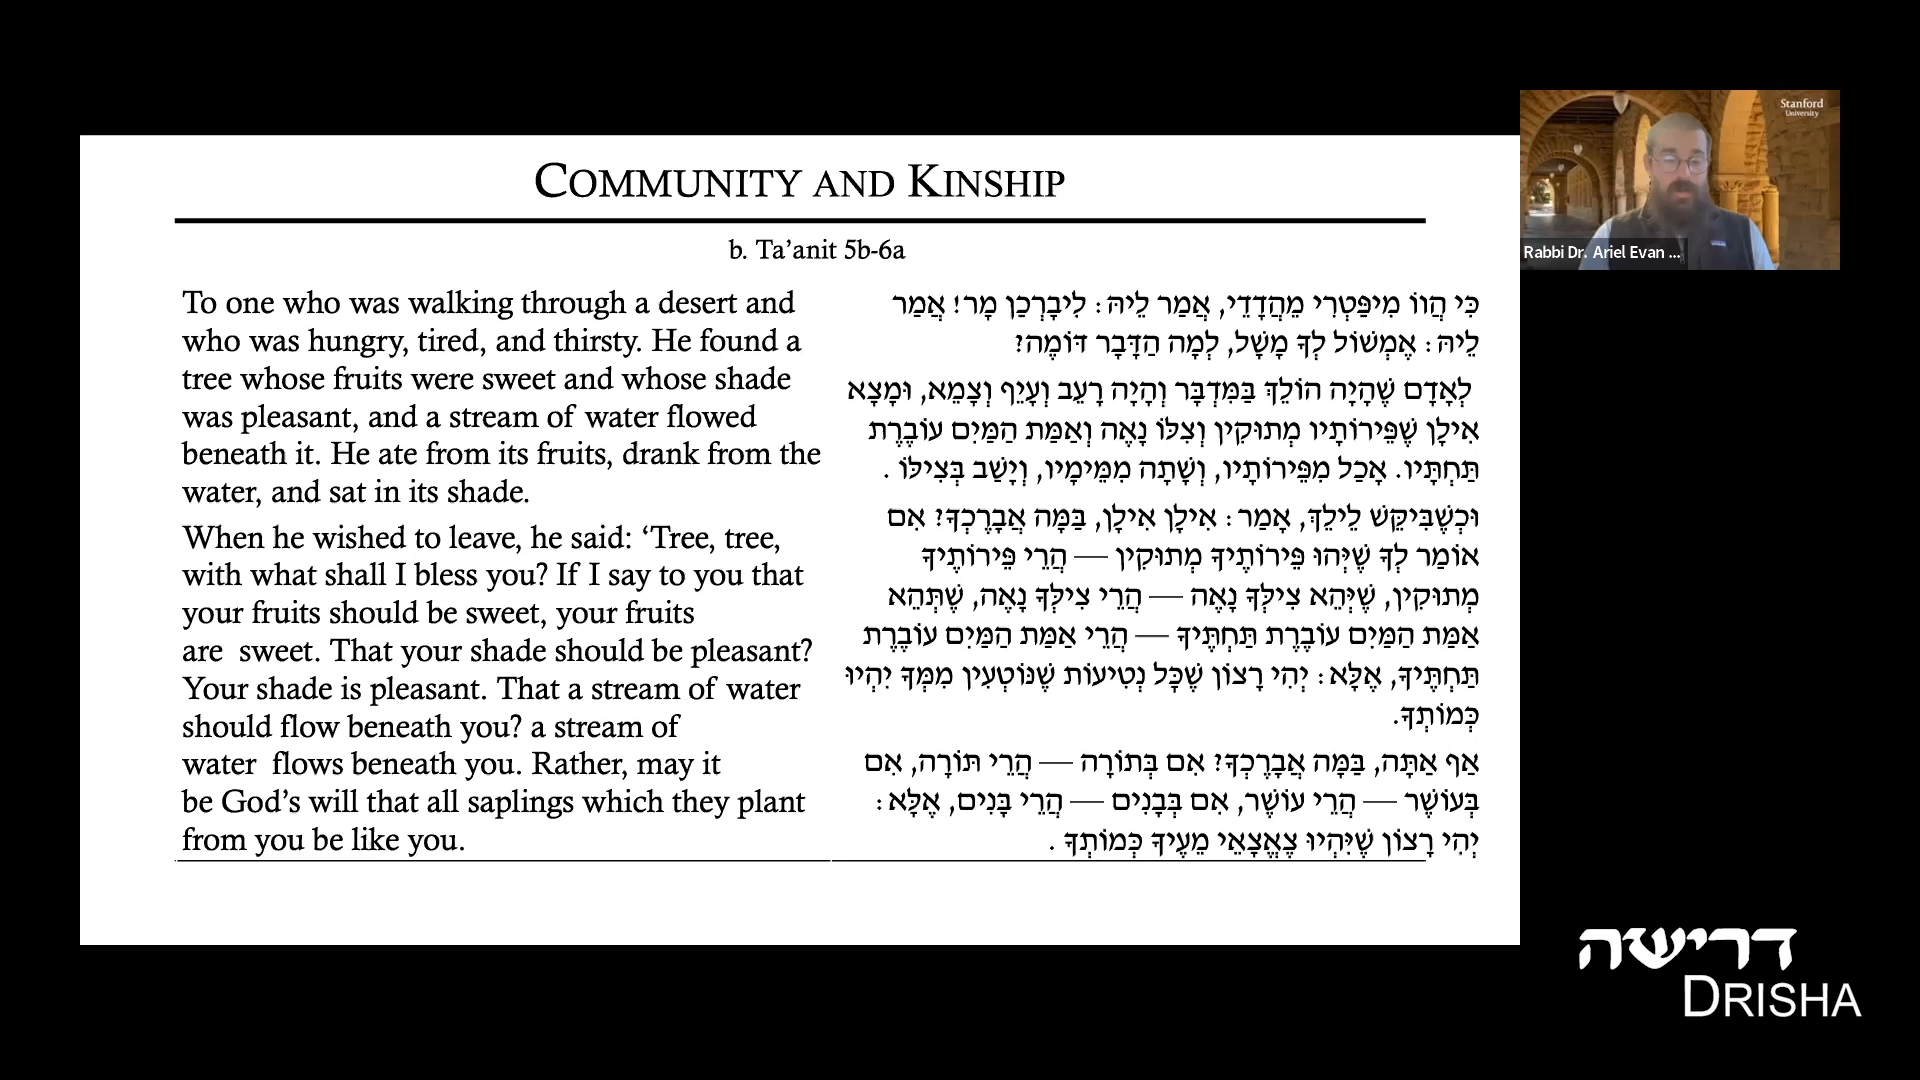 COMMUNITY AND KINSHIP
b. Ta’anit 5b-6a
To one who was walking through a desert and
who was hungry, tired, and thirsty. He found a
tree whose fruits were sweet and whose shade
was pleasant, and a stream of water flowed
beneath it. He ate from its fruits, drank from the
water, and sat in its shade.
When he wished to leave, he said: ‘Tree, tree,
with what shall I bless you? If I say to you that
your fruits should be sweet, your fruits
are sweet. That your shade should be pleasant?
Your shade is pleasant. That a stream of water
should flow beneath you? a stream of
water flows beneath you. Rather, may it
be God’s will that all saplings which they plant
from you be like you.
כִּי הֲווֹ מִיפַּטְרִי מֵהֲדָדֵי, אֲמַר לֵיהּ: לִיבָרְכַן מָר! אֲמַר
לֵיהּ: אֶמְשׁוֹל לְךָ מָשָׁל, לְמָה הַדָּבָר דּוֹמֶה?
לְאָדָם שֶׁהָיָה הוֹלֵךְ בַּמִּדְבָּר וְהָיָה רָעֵב וְעָיֵף וְצָמֵא, וּמָצָא
אִילָן שֶׁפֵּירוֹתָיו מְתוּקִין וְצִלּוֹ נָאֶה וְאַמַּת הַמַּיִם עוֹבֶרֶת
תַּחְתָּיו. אָכַל מִפֵּירוֹתָיו, וְשָׁתָה מִמֵּימָיו, וְיָשַׁב בְּצִילּוֹ .
וּכְשֶׁבִּיקֵּשׁ לֵילֵךְ, אָמַר: אִילָן אִילָן, בַּמָּה אֲבָרֶכְךָ? אִם
אוֹמַר לְךָ שֶׁיְּהוּ פֵּירוֹתֶיךָ מְתוּקִין — הֲרֵי פֵּירוֹתֶיךָ
מְתוּקִין, שֶׁיְּהֵא צִילְּךָ נָאֶה — הֲרֵי צִילְּךָ נָאֶה, שֶׁתְּהֵא
אַמַּת הַמַּיִם עוֹבֶרֶת תַּחְתֶּיךָ — הֲרֵי אַמַּת הַמַּיִם עוֹבֶרֶת
תַּחְתֶּיךָ, אֶלָּא: יְהִי רָצוֹן שֶׁכָּל נְטִיעוֹת שֶׁנּוֹטְעִין מִמְּךָ יִהְיוּ
כְּמוֹתְךָ.
אַף אַתָּה, בַּמָּה אֲבָרֶכְךָ? אִם בְּתוֹרָה — הֲרֵי תּוֹרָה, אִם
בְּעוֹשֶׁר — הֲרֵי עוֹשֶׁר, אִם בְּבָנִים — הֲרֵי בָּנִים, אֶלָּא:
יְהִי רָצוֹן שֶׁיִּהְיוּ צֶאֱצָאֵי מֵעֶיךָ כְּמוֹתְךָ .
Stanford
University
Rabbi Dr. Ariel Evan ...
דרישה
DRISHA